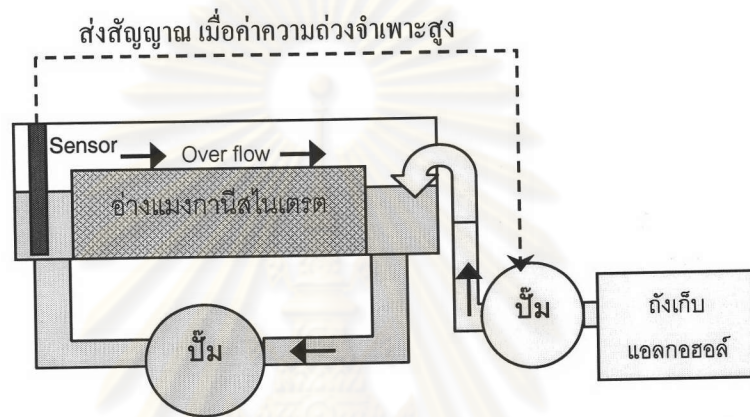 ส่งสัญญาณ เมื่อค่าความถ่วงจำเพาะสูง
Sensor
Over flow
อ่างแมงกานีสไนเตรต
ปั๊ม
ปั๊ม
ถังเก็บ
แอลกอฮอล์